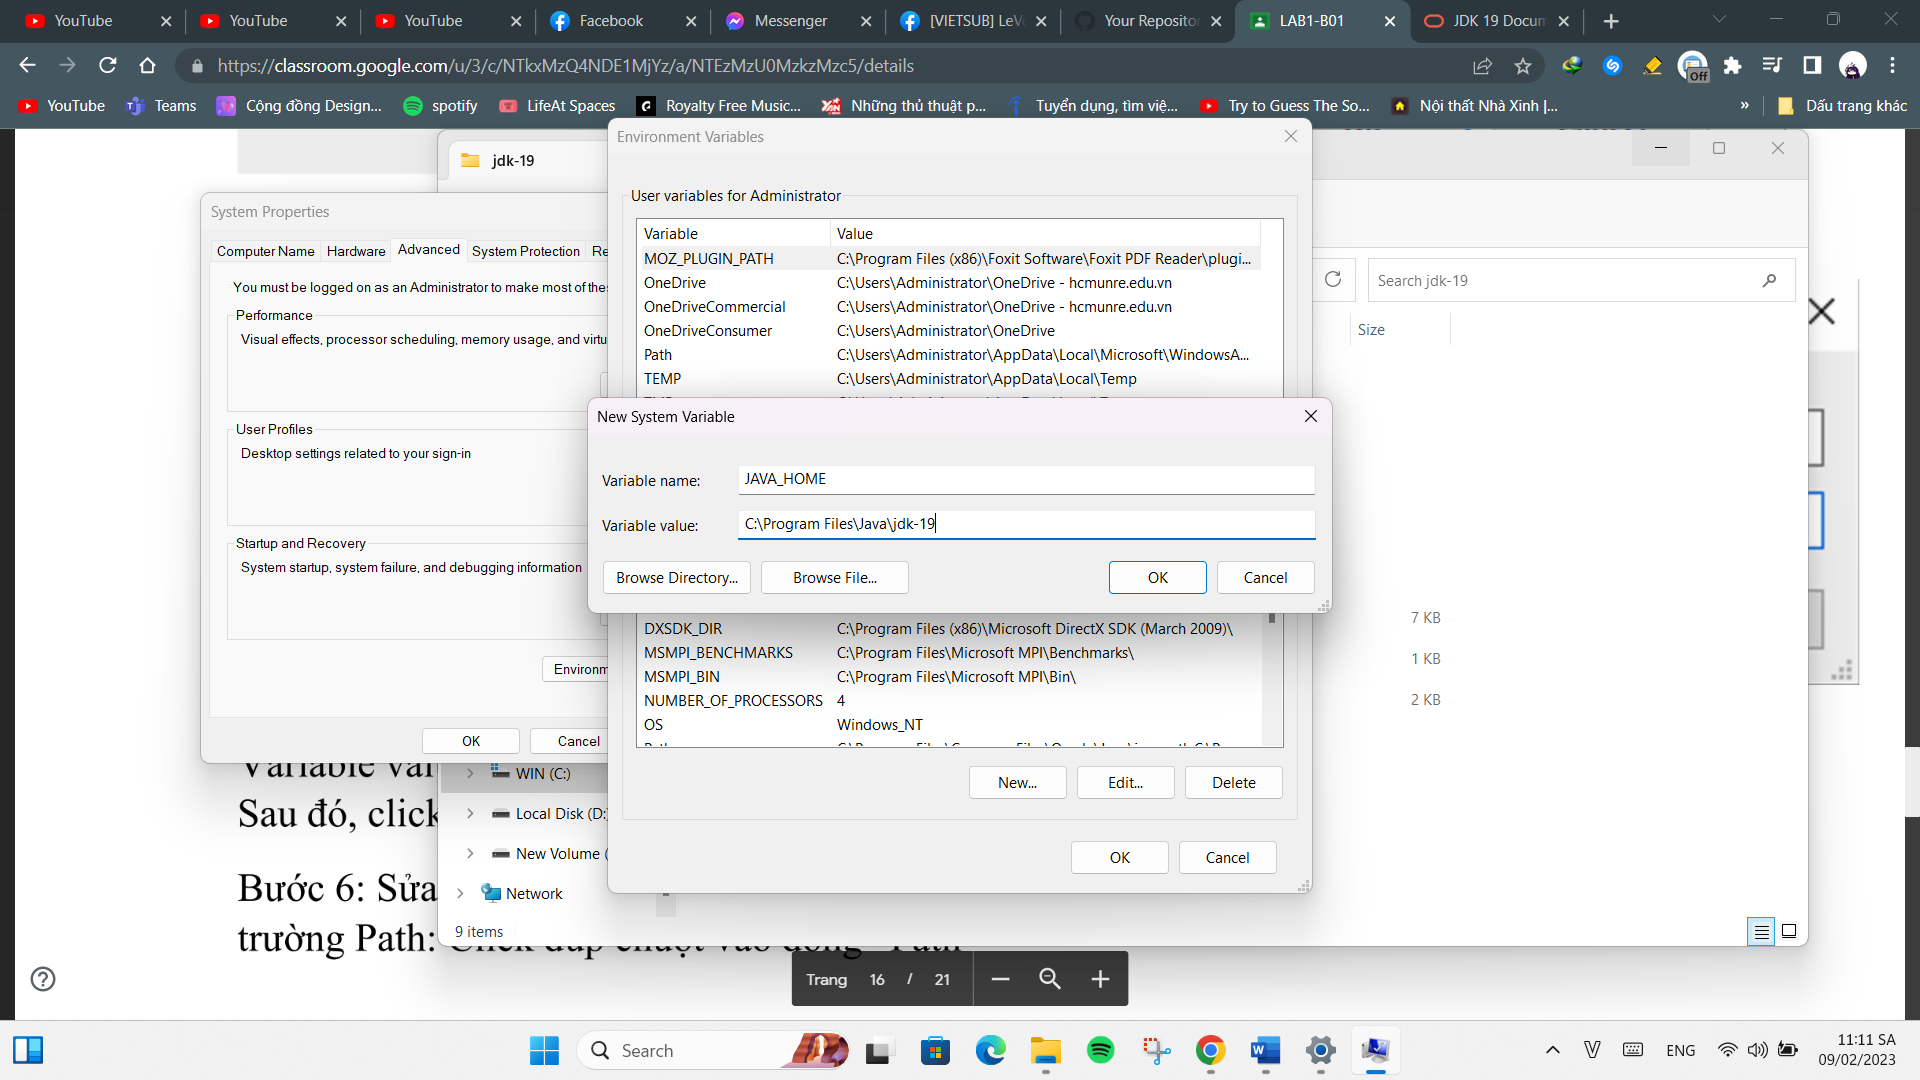 YouTube
YouTube
YouTube
Facebook
Messenger
[VIETSUB] LeV
Your Reposito
LAB1-B01
JDK 19 Docum
https://classroom.google.com/u/3/c/NTkxMzQ4NDE1MjYz/a/NTEzMzU0MzkzMzc5/details
Off
YouTube
Teams
Cộng đồng Design...
spotify
LifeAt Spaces
Royalty Free Music...
Những thủ thuật p...
Tuyển dụng, tìm việ...
Try to Guess The So...
Nội thất Nhà Xinh |...
»
Dấu trang khác
jdk-19
Search jdk-19
Size
7 KB
1 KB
2 KB
System Properties
Computer Name
Hardware
Advanced
System Protection
Re
You must be logged on as an Administrator to make most of the
Performance
Visual effects, processor scheduling, memory usage, and virtu
User Profiles
Desktop settings related to your sign-in
Startup and Recovery
System startup, system failure, and debugging information
Environm
OK
Cancel
Environment Variables
User variables for Administrator
Variable Value
MOZ_PLUGIN_PATH C:\Program Files (x86)\Foxit Software\Foxit PDF Reader\plugi...
OneDrive C:\Users\Administrator\OneDrive - hcmunre.edu.vn
OneDriveCommercial C:\Users\Administrator\OneDrive - hcmunre.edu.vn
OneDriveConsumer C:\Users\Administrator\OneDrive
Path C:\Users\Administrator\AppData\Local\Microsoft\WindowsA...
TEMP C:\Users\Administrator\AppData\Local\Temp
New System Variable
Variable name: JAVA_HOME
Variable value: C:\Program Files\Java\jdk-19
Browse Directory...
Browse File...
OK
Cancel
DXSDK_DIR C:\Program Files (x86)\Microsoft DirectX SDK (March 2009)\
MSMPI_BENCHMARKS C:\Program Files\Microsoft MPI\Benchmarks\
MSMPI_BIN C:\Program Files\Microsoft MPI\Bin\
NUMBER_OF_PROCESSORS 4
OS Windows_NT
New...
Edit...
Delete
OK
Cancel
WIN (C:)
Local Disk (D:)
New Volume (
Network
9 items
Variable val
Sau đó, click
Bước 6: Sửa
trường Path: Click đúp chuột vào dòng "Path"
Trang 16 / 21
Search
ENG
11:11 SA
09/02/2023